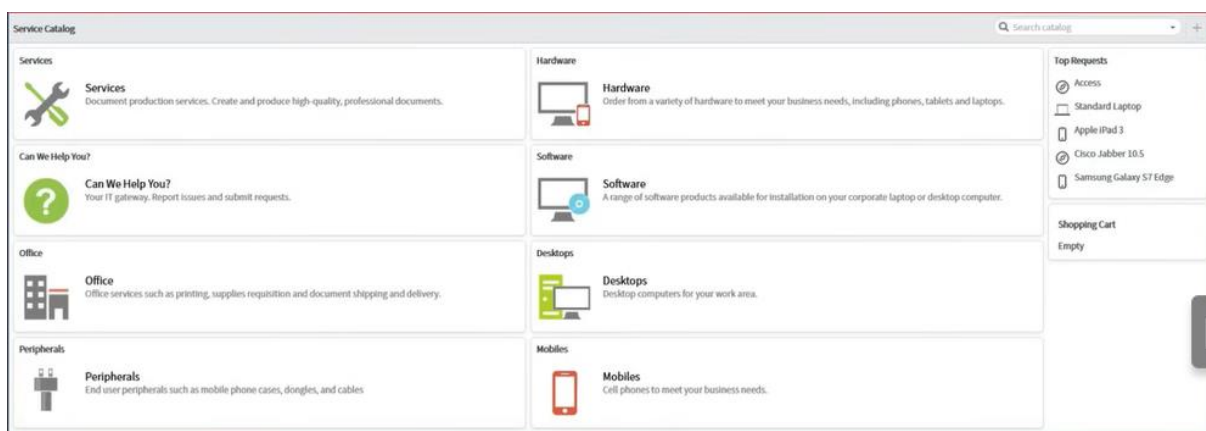 Service Catalog
Search catalog
Services
Services
Document production services. Create and produce high-quality, professional documents.
Hardware
Hardware
Order from a variety of hardware to meet your business needs, including phones, tablets and laptops.
Can We Help You?
Can We Help You?
Your IT gateway. Report issues and submit requests.
Software
Software
A range of software products available for installation on your corporate laptop or desktop computer.
Office
Office
Office services such as printing, supplies requisition and document shipping and delivery.
Desktops
Desktops
Desktop computers for your work area.
Peripherals
Peripherals
End user peripherals such as mobile phone cases, dongles, and cables
Mobiles
Mobiles
Cell phones to meet your business needs.
Top Requests
Access
Standard Laptop
Apple iPad 3
Cisco Jabber 10.5
Samsung Galaxy S7 Edge
Shopping Cart
Empty